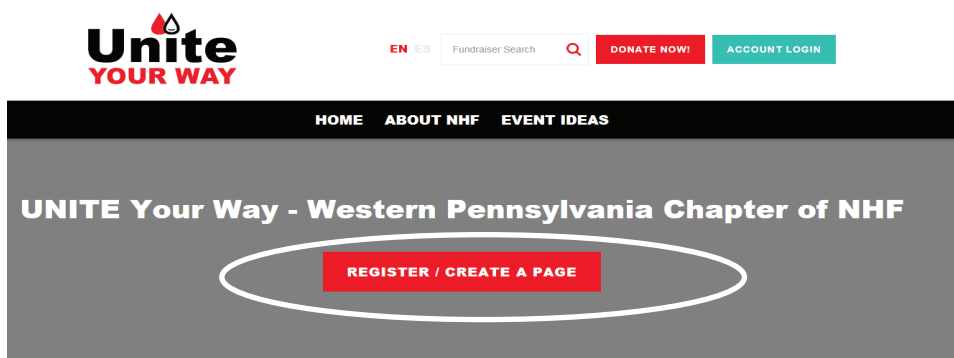 Unite
YOUR WAY
EN ES
Fundraiser Search
DONATE NOW!
ACCOUNT LOGIN
HOME ABOUT NHF EVENT IDEAS
UNITE Your Way - Western Pennsylvania Chapter of NHF
REGISTER / CREATE A PAGE